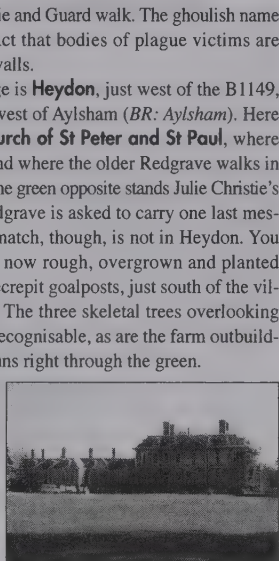 ie and Guard walk. The ghoulish name
act that bodies of plague victims are
walls.
ge is Heydon, just west of the B1149,
west of Aylsham (BR: Aylsham). Here
urch of St Peter and St Paul, where
nd where the older Redgrave walks in
he green opposite stands Julie Christie's
dgrave is asked to carry one last mes-
match, though, is not in Heydon. You
now rough, overgrown and planted
ecrepit goalposts, just south of the vil-
The three skeletal trees overlooking
ecognisable, as are the farm outbuild-
ns right through the green.